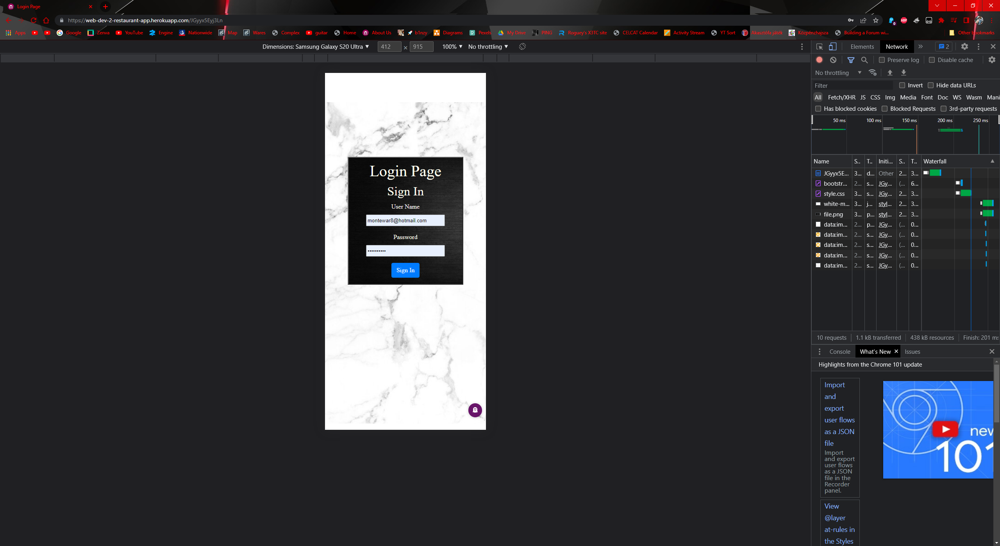 Login Page
https://web-dev-2-restaurant-app.herokuapp.com/JGyyx5Eyj3Ln
Apps Google Zenva YouTube Engine Nationwide Map Wares Complex guitar Home About Us b1nzy Diagrams Pexels My Drive PING Roguey's X3TC site CELCAT Calendar Activity Stream YT Sort Akasztófa játék Közpénzhajsza Building a Forum wi... Other bookmarks
Dimensions: Samsung Galaxy S20 Ultra 412 × 915 100% No throttling
Login Page
Sign In
User Name
montewar8@hotmail.com
Password
••••••••••
Sign In
Elements Network 2
Preserve log Disable cache
No throttling
Filter Invert Hide data URLs
All Fetch/XHR JS CSS Img Media Font Doc WS Wasm Mani
Has blocked cookies Blocked Requests 3rd-party requests
50 ms 100 ms 150 ms 200 ms 250 ms
Name S.. T.. Initi... S.. T.. Waterfall
JGyyx5E... 3... d... Other 2... 3...
bootstr... 2... s... JGy... (... 6...
style.css 3... s... JGy... 2... 3...
white-m... 3... j... styl... 2... 3...
file.png 3... p... styl... 2... 3...
data:im... 2... p... JGy... (... 0...
data:im... 2... s... JGy... (... 0...
data:im... 2... s... JGy... (... 0...
data:im... 2... s... JGy... (... 0...
data:im... 2... s... JGy... (... 0...
10 requests 1.1 kB transferred 438 kB resources Finish: 201 ms
Console What's New Issues
Highlights from the Chrome 101 update
Import
and
export
user flows
as a JSON
file
Import
and export
user flows
as a JSON
file in the
Recorder
panel.
new
101
View
@layer
at-rules in
the Styles